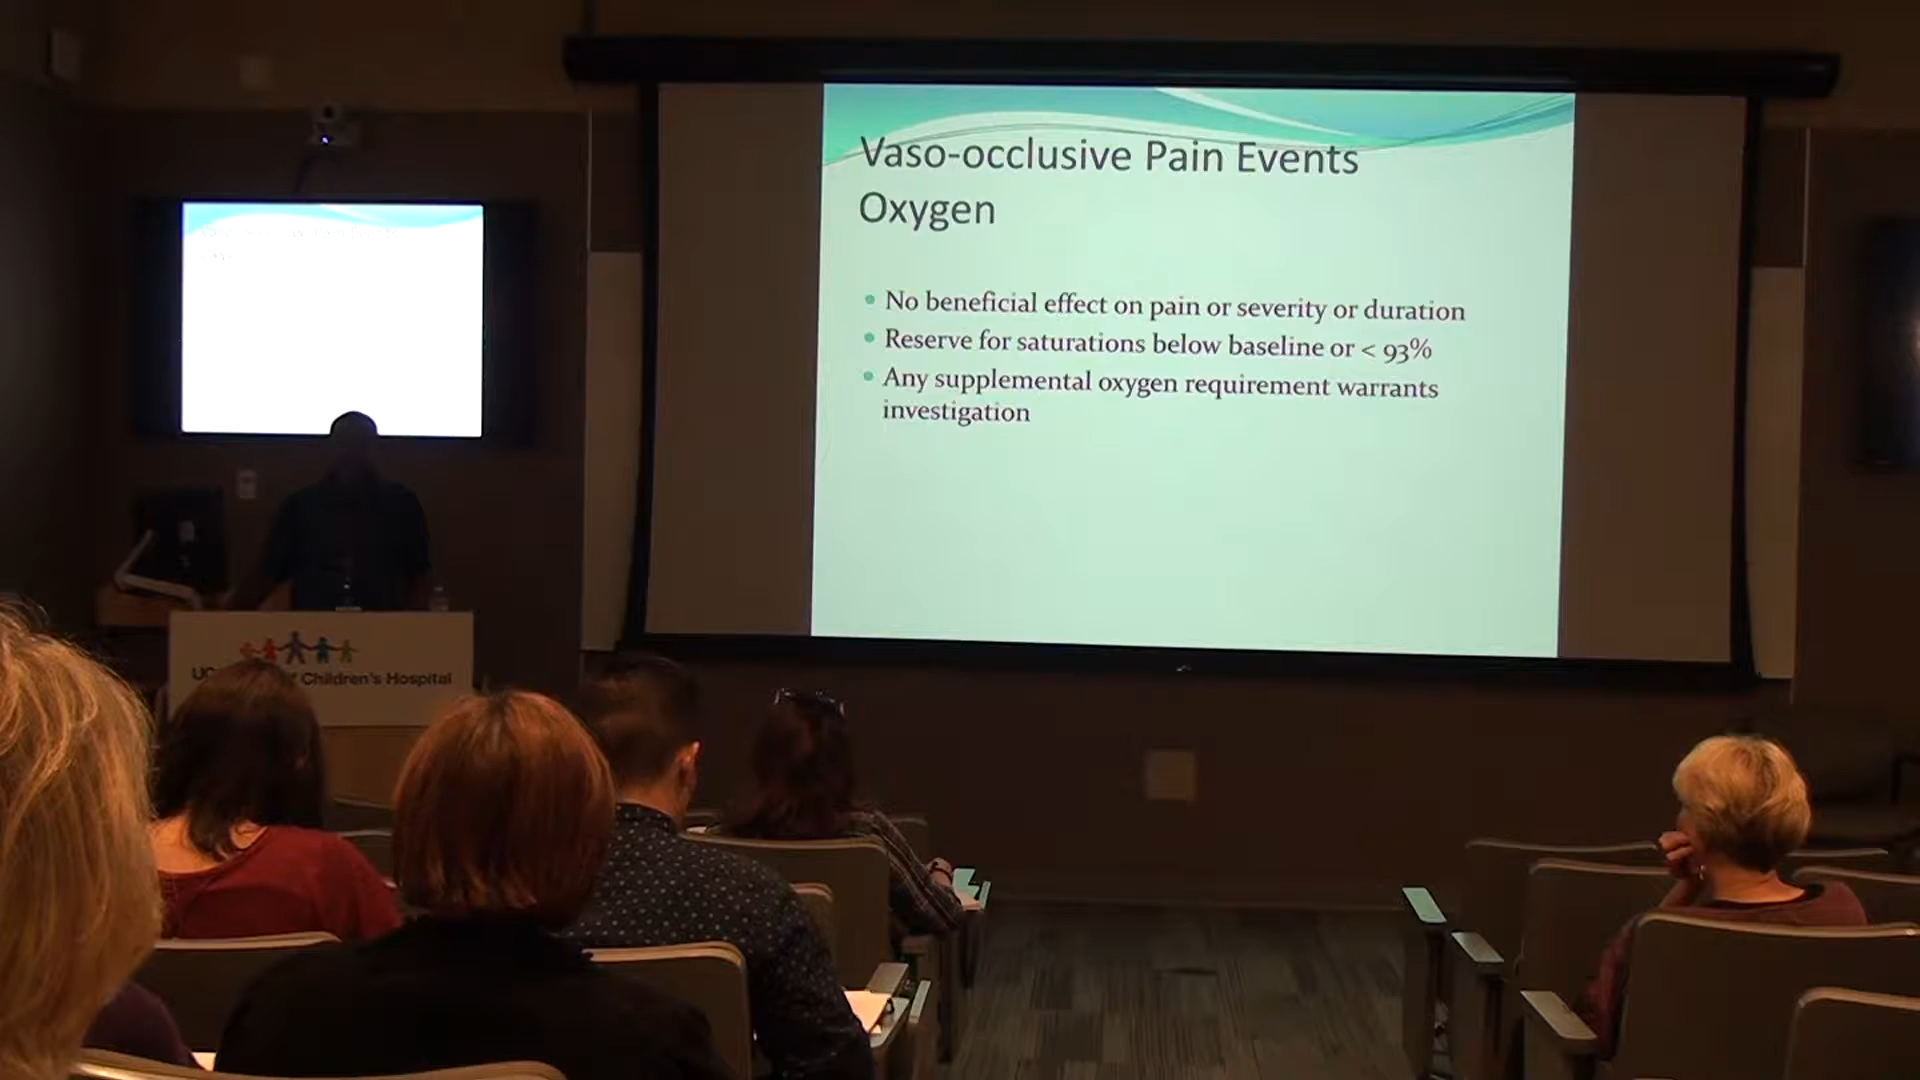 Vaso-occlusive Pain Events
Oxygen
No beneficial effect on pain or severity or duration
Reserve for saturations below baseline or < 93%
Any supplemental oxygen requirement warrants
investigation
Children's Hospital